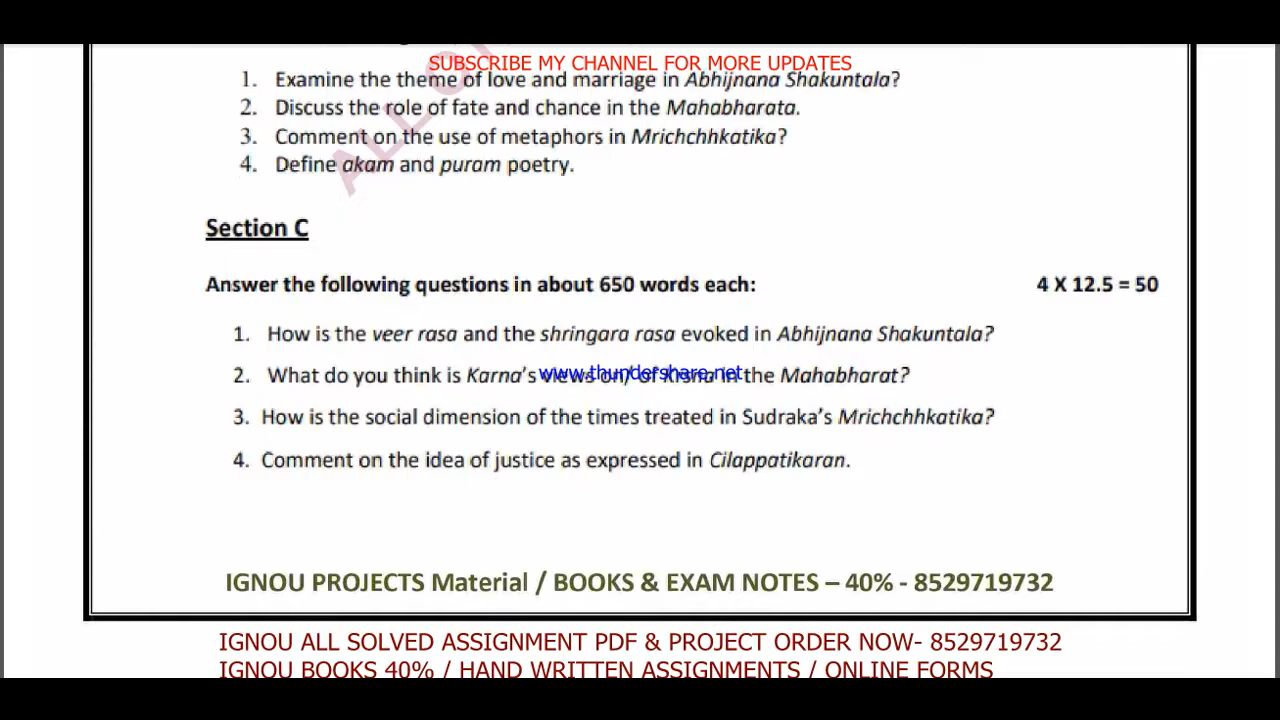 SUBSCRIBE MY CHANNEL FOR MORE UPDATES
1. Examine the theme of love and marriage in Abhijnana Shakuntala?
2. Discuss the role of fate and chance in the Mahabharata.
3. Comment on the use of metaphors in Mrichchhkatika?
4. Define akam and puram poetry.
Section C
Answer the following questions in about 650 words each: 4 X 12.5 = 50
1. How is the veer rasa and the shringara rasa evoked in Abhijnana Shakuntala?
www.thundershare.net
2. What do you think is Karna's views on/ of Krsna in the Mahabharat?
3. How is the social dimension of the times treated in Sudraka's Mrichchhkatika?
4. Comment on the idea of justice as expressed in Cilappatikaran.
IGNOU PROJECTS Material / BOOKS & EXAM NOTES – 40% - 8529719732
IGNOU ALL SOLVED ASSIGNMENT PDF & PROJECT ORDER NOW- 8529719732
IGNOU BOOKS 40% / HAND WRITTEN ASSIGNMENTS / ONLINE FORMS